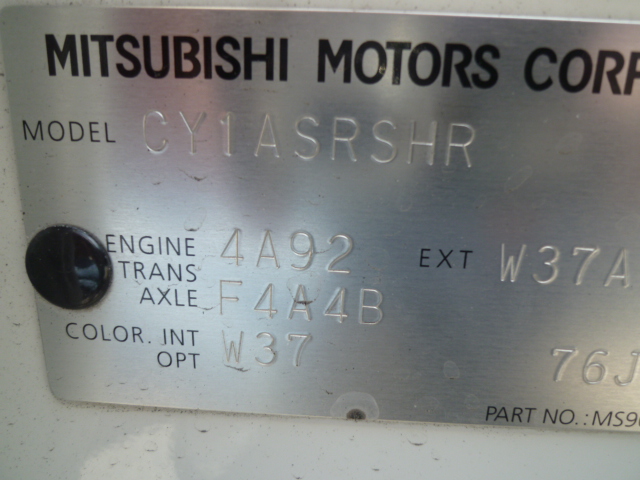 MITSUBISHI MOTORS CORP
MODEL CY1ASRSHR
ENGINE 4A92 EXT W37A
TRANS
AXLE F4A4B
COLOR. INT W37
OPT 76J
PART NO.: MS9